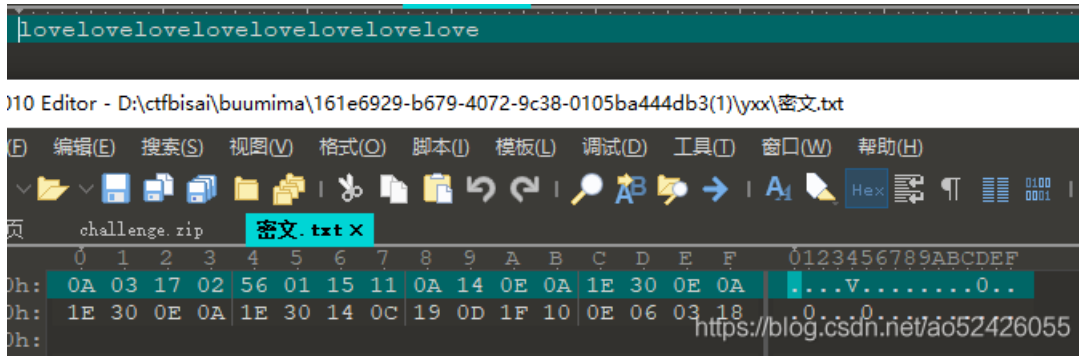 lovelovelovelovelovelovelovelove
010 Editor - D:\ctfbisai\buumima\161e6929-b679-4072-9c38-0105ba444db3(1)\yxx\密文.txt
(F) 编辑(E) 搜索(S) 视图(V) 格式(O) 脚本(I) 模板(L) 调试(D) 工具(T) 窗口(W) 帮助(H)
Hex 0100 0001
页 challenge.zip 密文.txt ×
0 1 2 3 4 5 6 7 8 9 A B C D E F 0123456789ABCDEF
0h: 0A 03 17 02 56 01 15 11 0A 14 0E 0A 1E 30 0E 0A ....V........0..
0h: 1E 30 0E 0A 1E 30 14 0C 19 0D 1F 10 0E 06 03 18 .0...0..........
0h:
https://blog.csdn.net/ao52426055